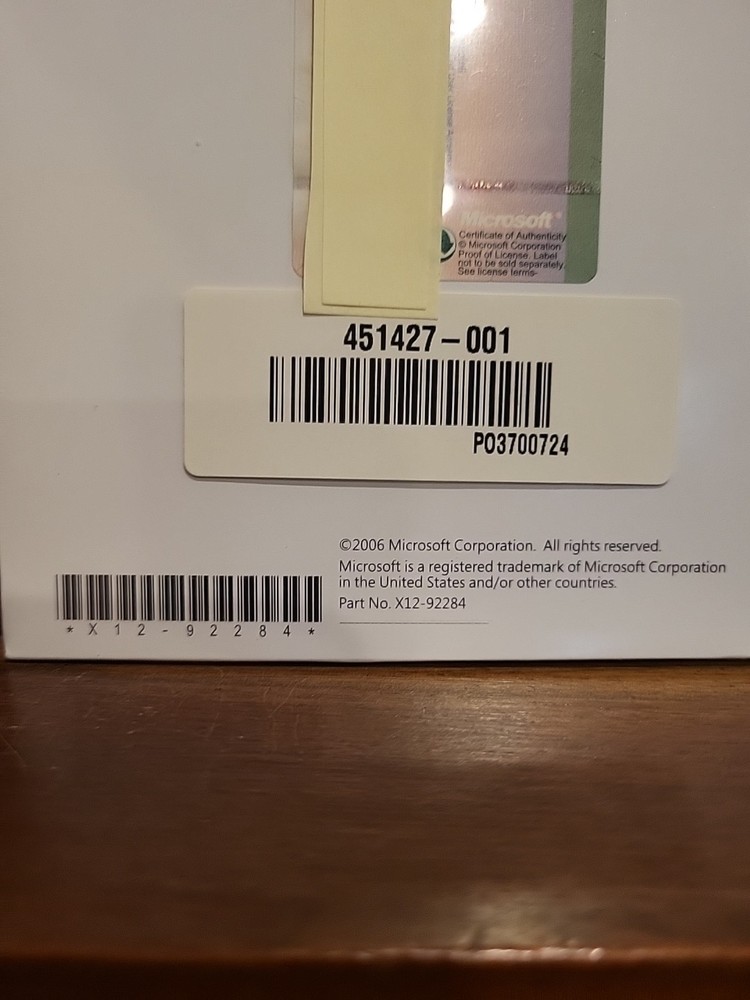 Microsoft®
Certificate of Authenticity
© Microsoft Corporation
Proof of License. Label
not to be sold separately.
See license terms-
451427-001
PO3700724
©2006 Microsoft Corporation. All rights reserved.
Microsoft is a registered trademark of Microsoft Corporation
in the United States and/or other countries.
Part No. X12-92284
*X12-92284*